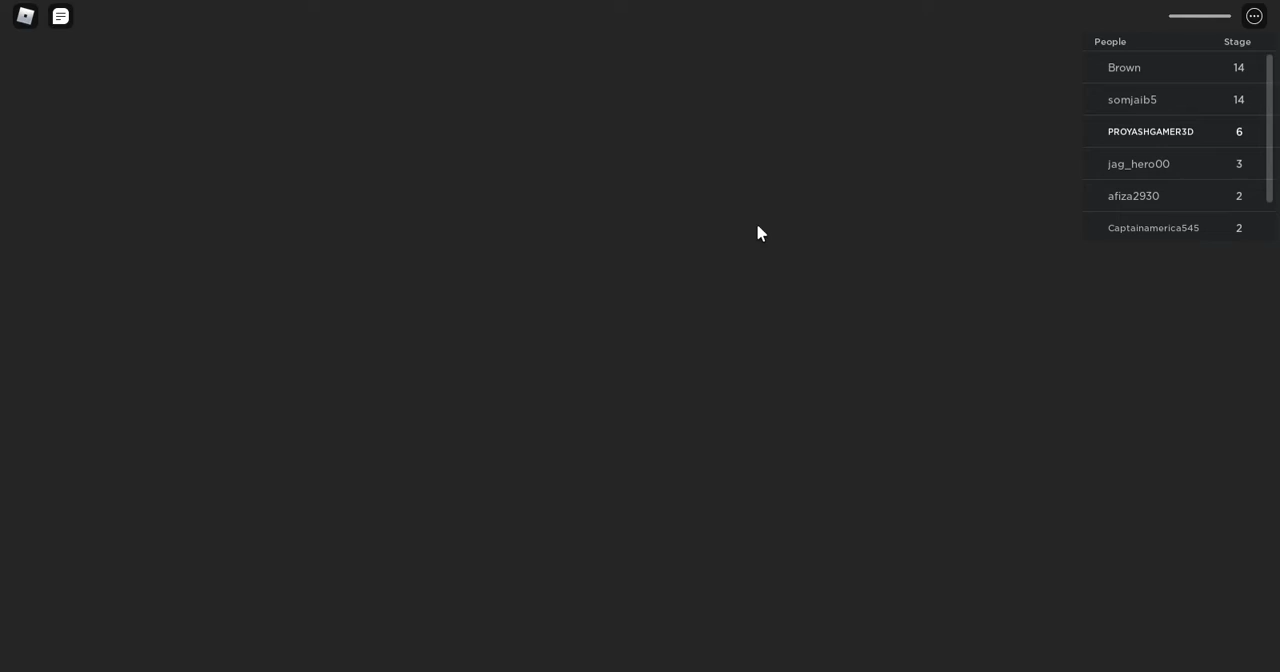 People Stage
Brown 14
somjaib5 14
PROYASHGAMER3D 6
jag_hero00 3
afiza2930 2
Captainamerica545 2